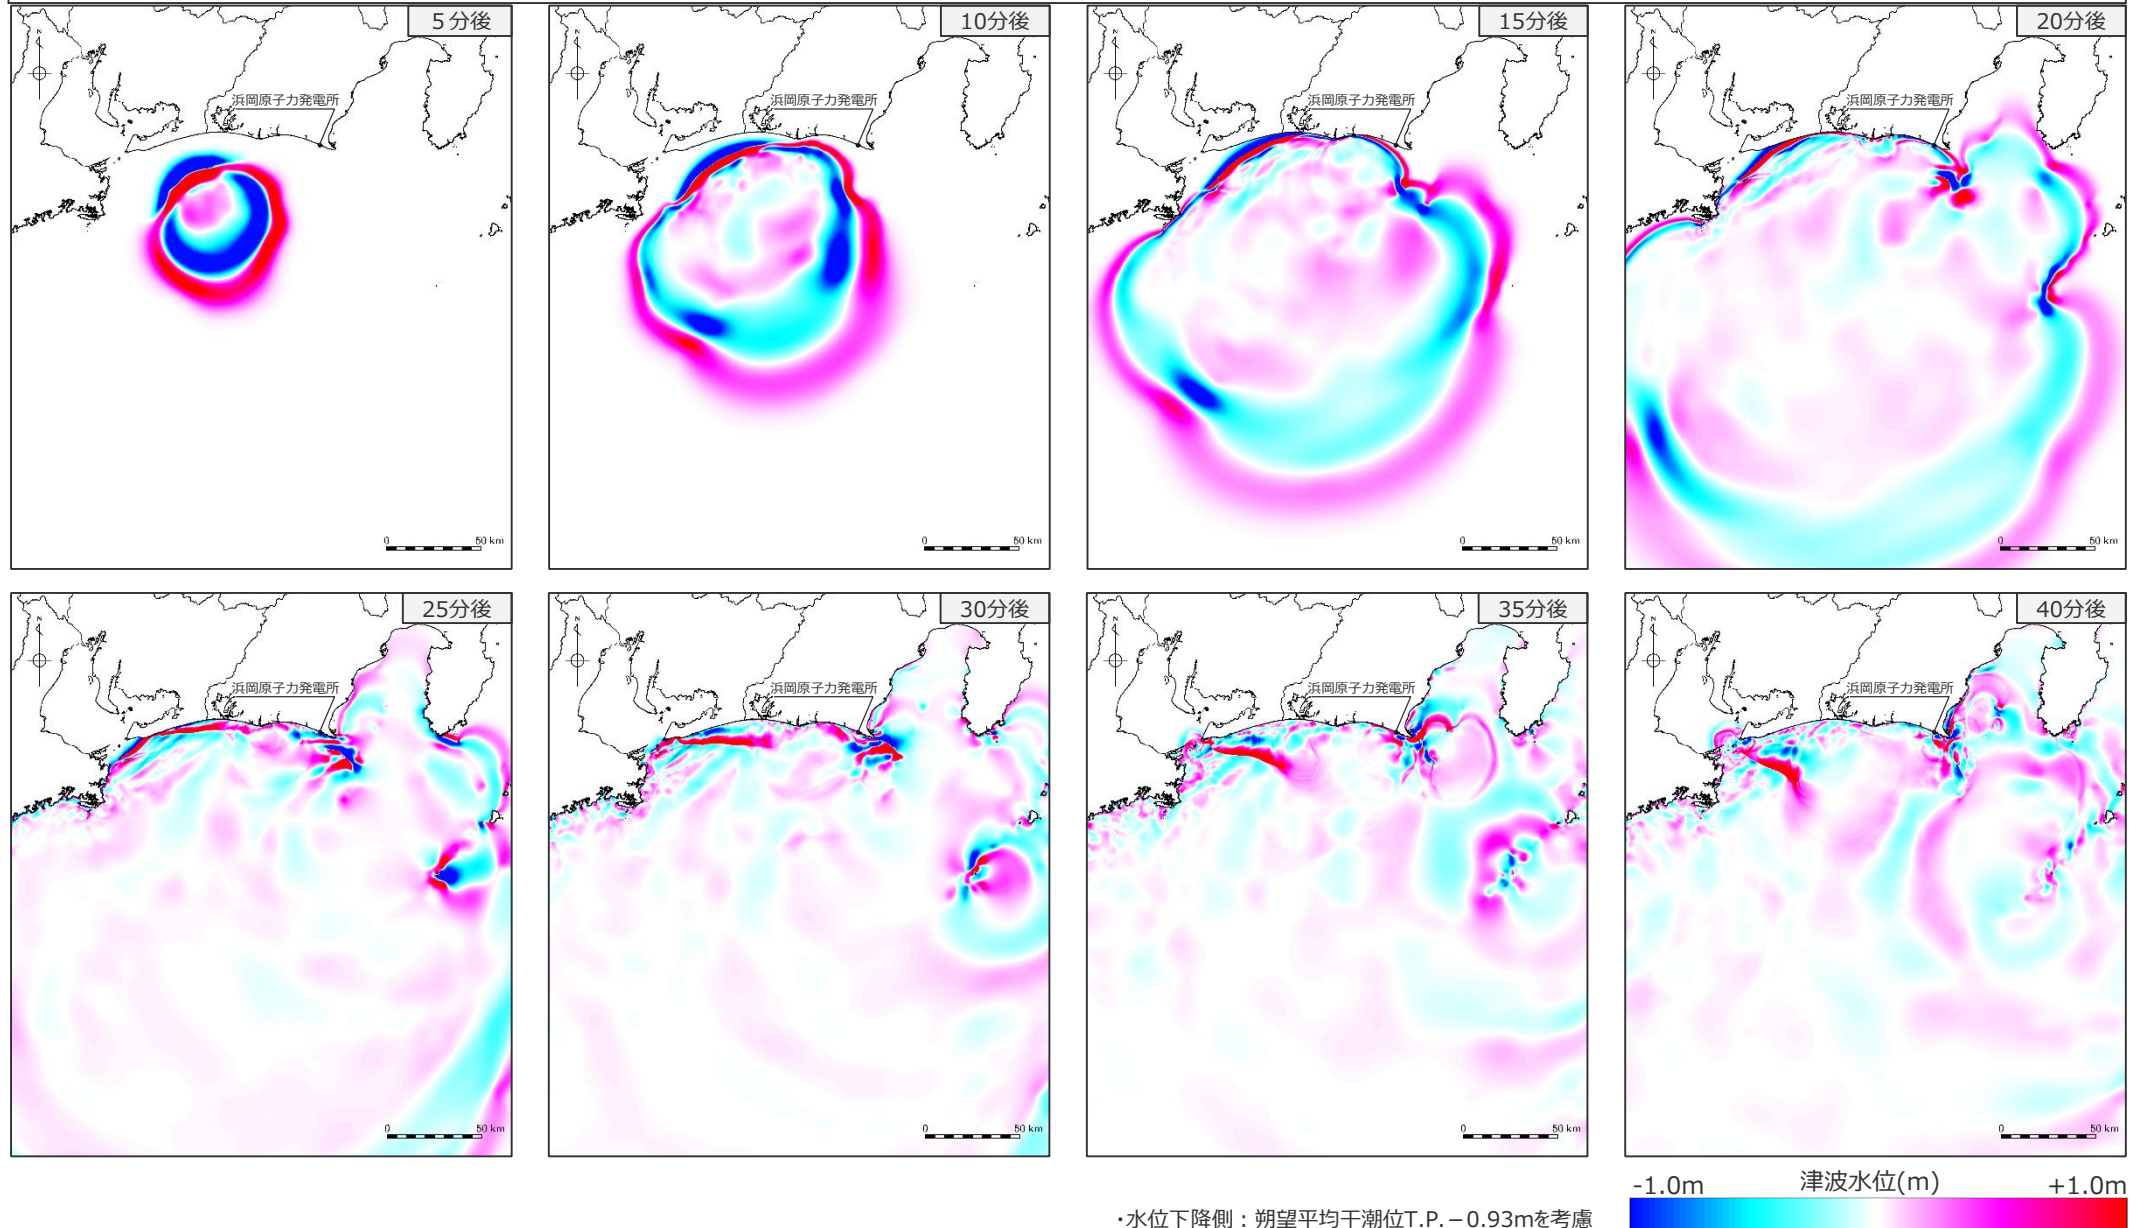 5分後
10分後
15分後
20分後
N
N
N
N
浜岡原子力発電所
浜岡原子力発電所
浜岡原子力発電所
浜岡原子力発電所
0 50 km
0 50 km
0 50 km
0 50 km
25分後
30分後
35分後
40分後
N
N
N
N
浜岡原子力発電所
浜岡原子力発電所
浜岡原子力発電所
浜岡原子力発電所
0 50 km
0 50 km
0 50 km
0 50 km
-1.0m 津波水位(m) +1.0m
・水位下降側：朔望平均干潮位T.P.－0.93mを考慮